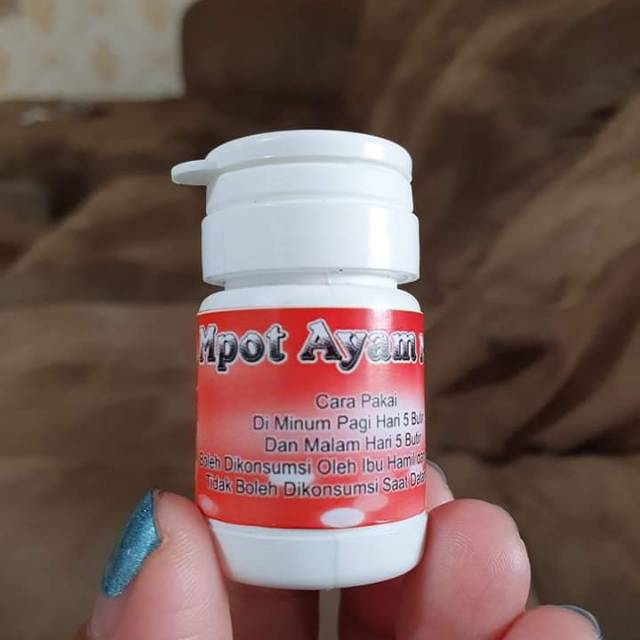 Mpot Ayam
Cara Pakai
Di Minum Pagi Hari 5 Butir
Dan Malam Hari 5 Butir
Boleh Dikonsumsi Oleh Ibu Hamil
Tidak Boleh Dikonsumsi Saat